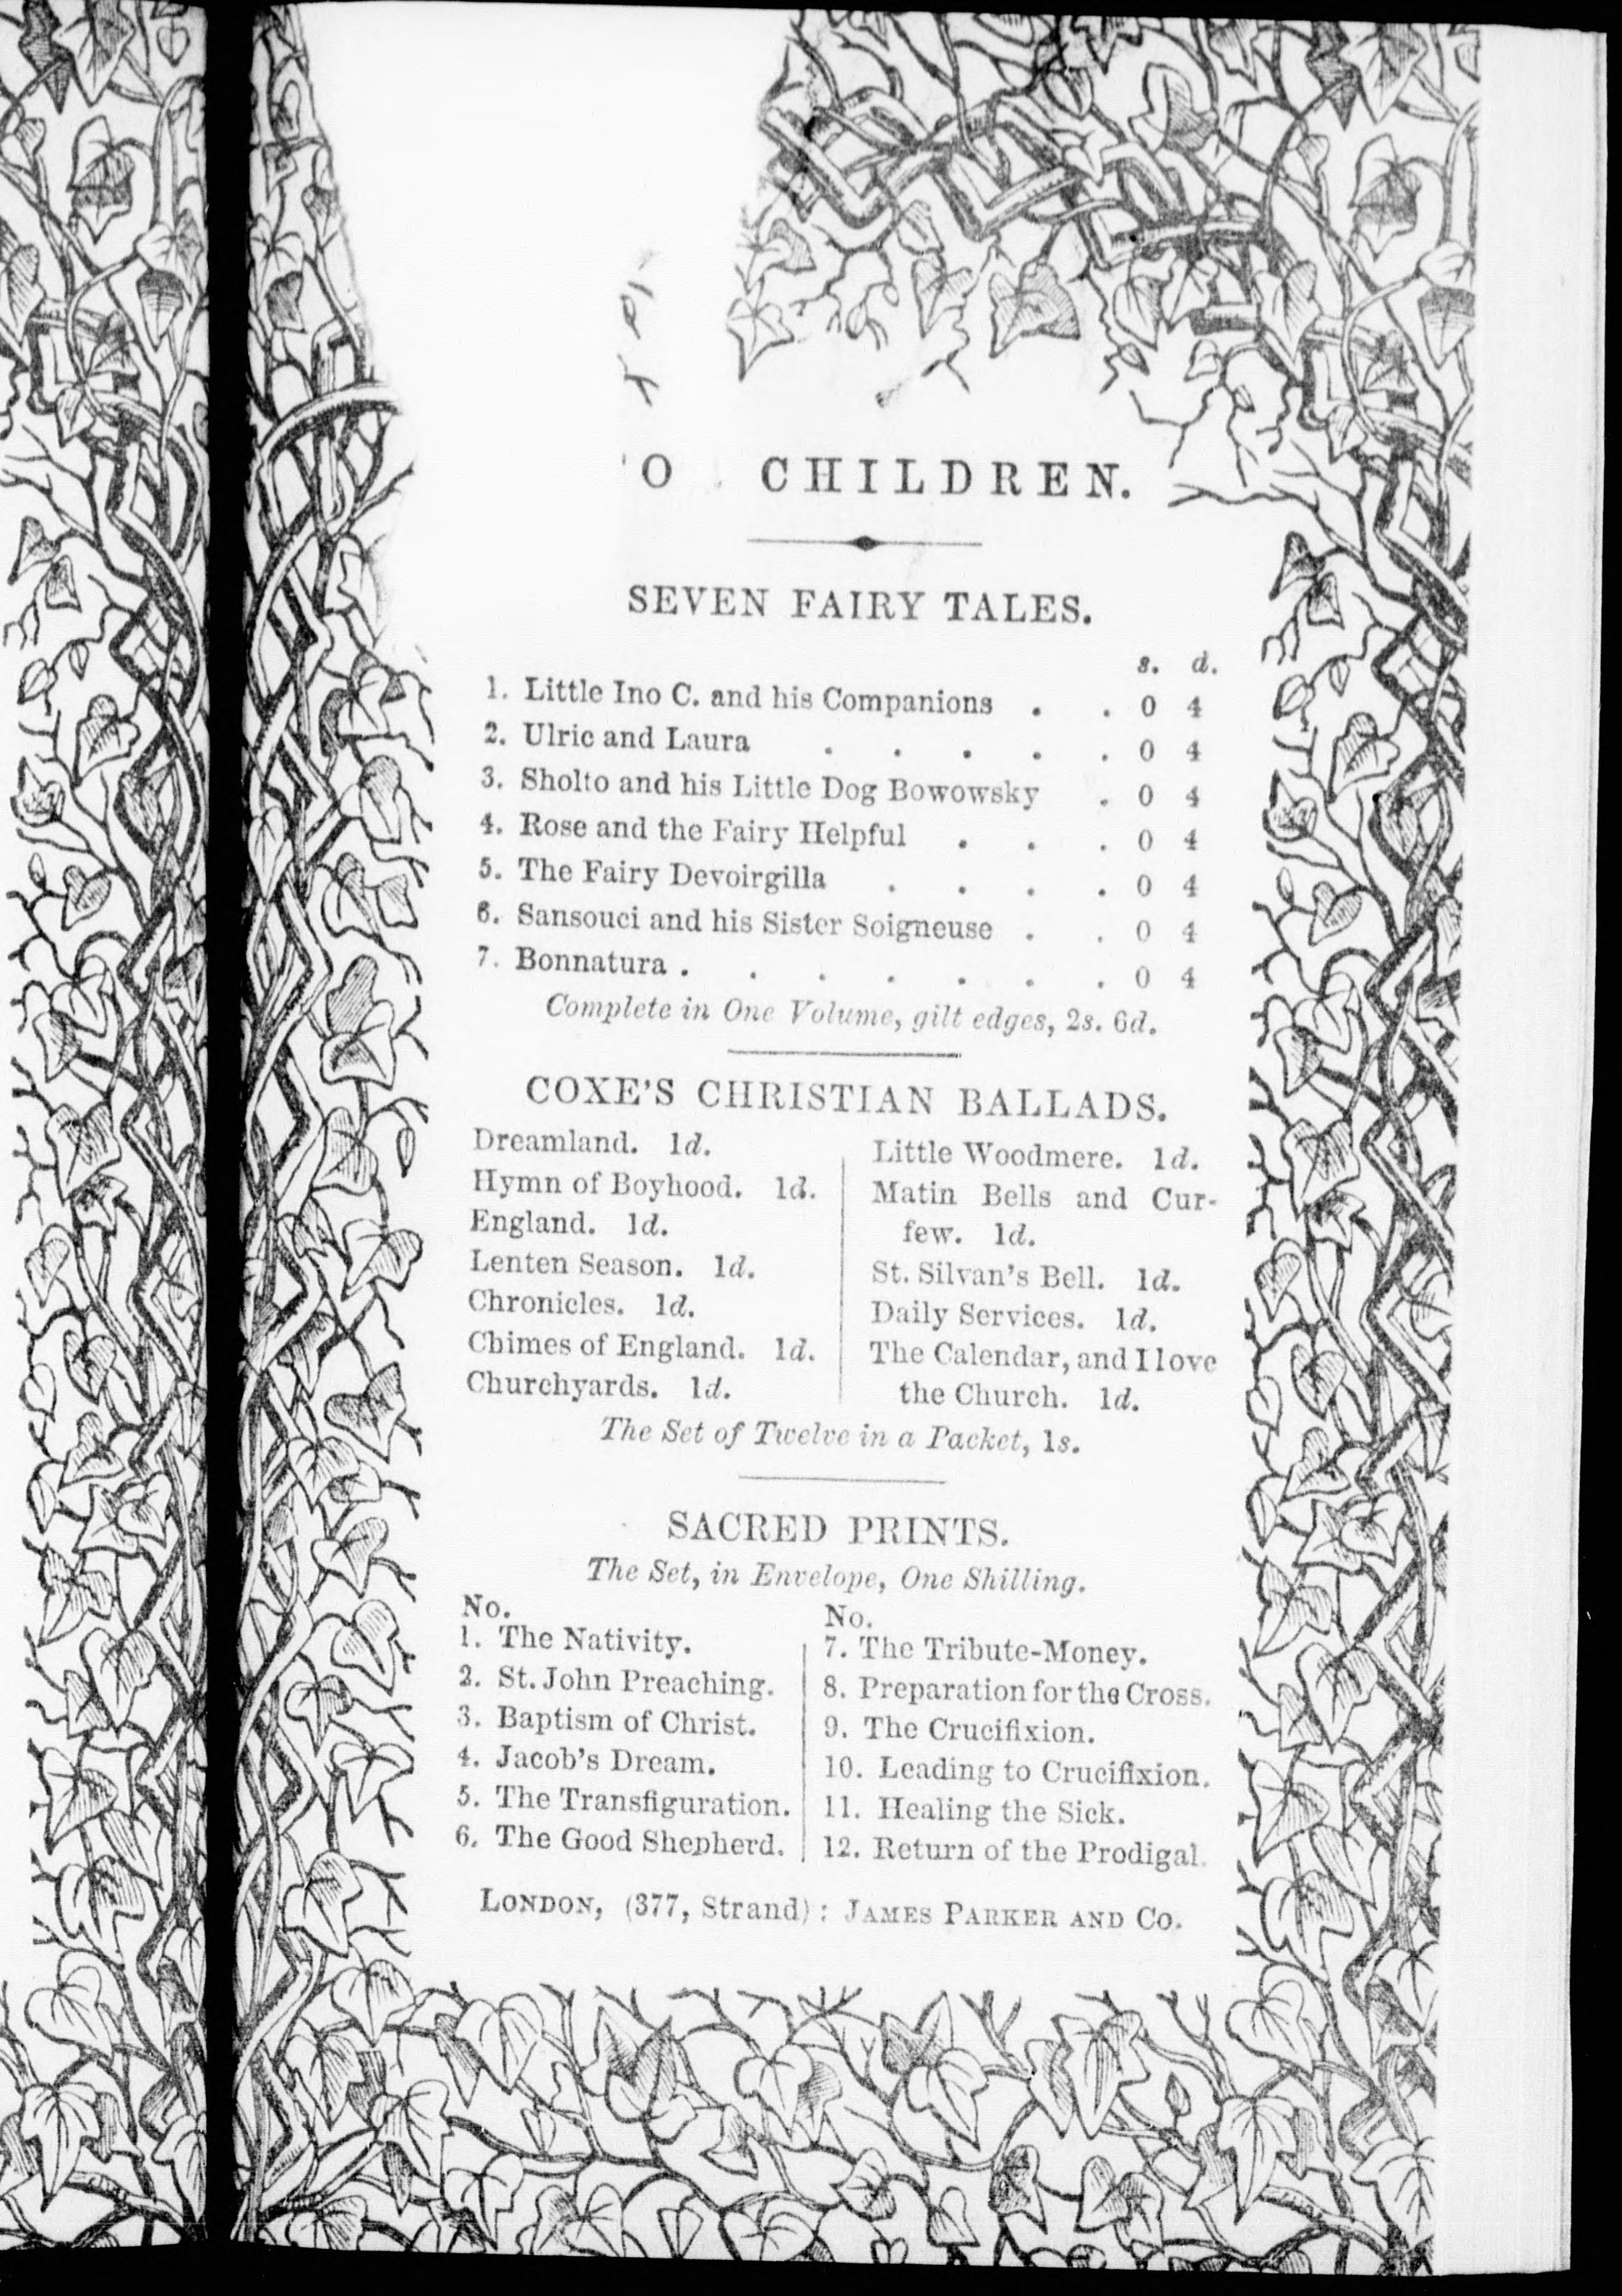 O CHILDREN.
SEVEN FAIRY TALES.
s. d.
1. Little Ino C. and his Companions . . 0 4
2. Ulric and Laura . . . . . 0 4
3. Sholto and his Little Dog Bowowsky . 0 4
4. Rose and the Fairy Helpful . . . 0 4
5. The Fairy Devoirgilla . . . . 0 4
6. Sansouci and his Sister Soigneuse . . 0 4
7. Bonnatura . . . . . . . 0 4
Complete in One Volume, gilt edges, 2s. 6d.
COXE'S CHRISTIAN BALLADS.
Dreamland. 1d.
Hymn of Boyhood. 1d.
England. 1d.
Lenten Season. 1d.
Chronicles. 1d.
Chimes of England. 1d.
Churchyards. 1d.
Little Woodmere. 1d.
Matin Bells and Cur-
few. 1d.
St. Silvan's Bell. 1d.
Daily Services. 1d.
The Calendar, and I love
the Church. 1d.
The Set of Twelve in a Packet, 1s.
SACRED PRINTS.
The Set, in Envelope, One Shilling.
No.
1. The Nativity.
2. St. John Preaching.
3. Baptism of Christ.
4. Jacob's Dream.
5. The Transfiguration.
6. The Good Shepherd.
No.
7. The Tribute-Money.
8. Preparation for the Cross.
9. The Crucifixion.
10. Leading to Crucifixion.
11. Healing the Sick.
12. Return of the Prodigal.
LONDON, (377, Strand): JAMES PARKER AND CO.